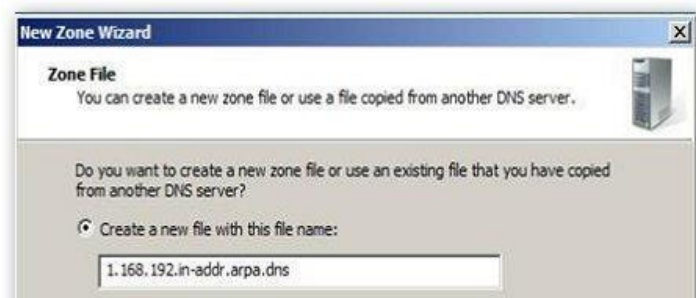 New Zone Wizard
Zone File
You can create a new zone file or use a file copied from another DNS server.
Do you want to create a new zone file or use an existing file that you have copied
from another DNS server?
Create a new file with this file name:
1.168.192.in-addr.arpa.dns